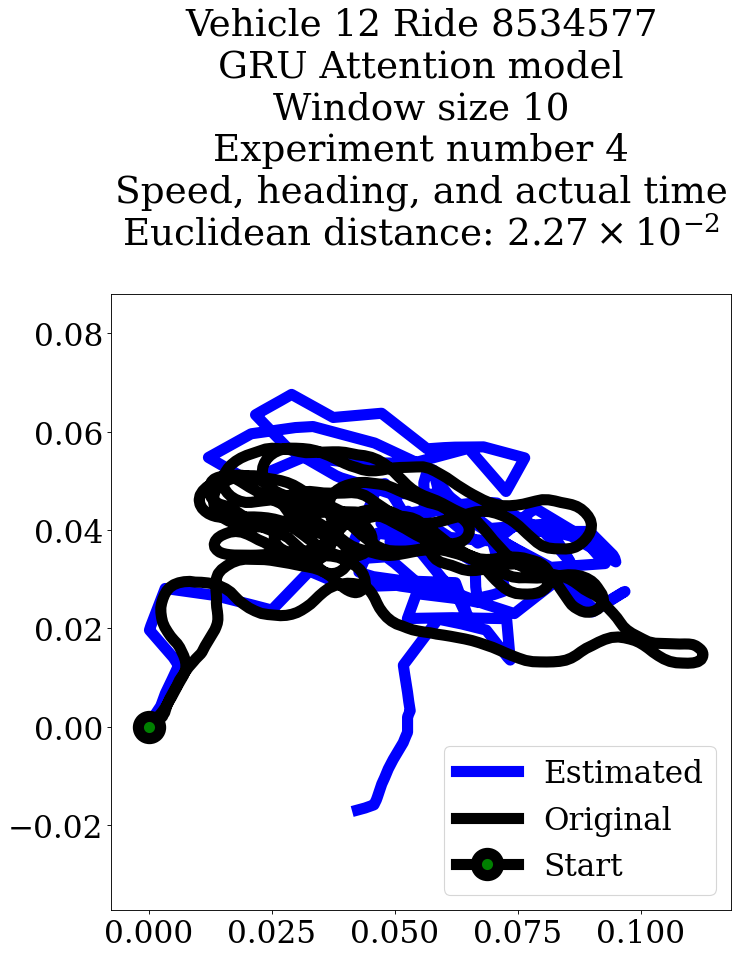 Vehicle 12 Ride 8534577
GRU Attention model
Window size 10
Experiment number 4
Speed, heading, and actual time
Euclidean distance: 2.27 × 10⁻²
0.08
0.06
0.04
0.02
0.00
−0.02
Estimated
Original
Start
0.000 0.025 0.050 0.075 0.100